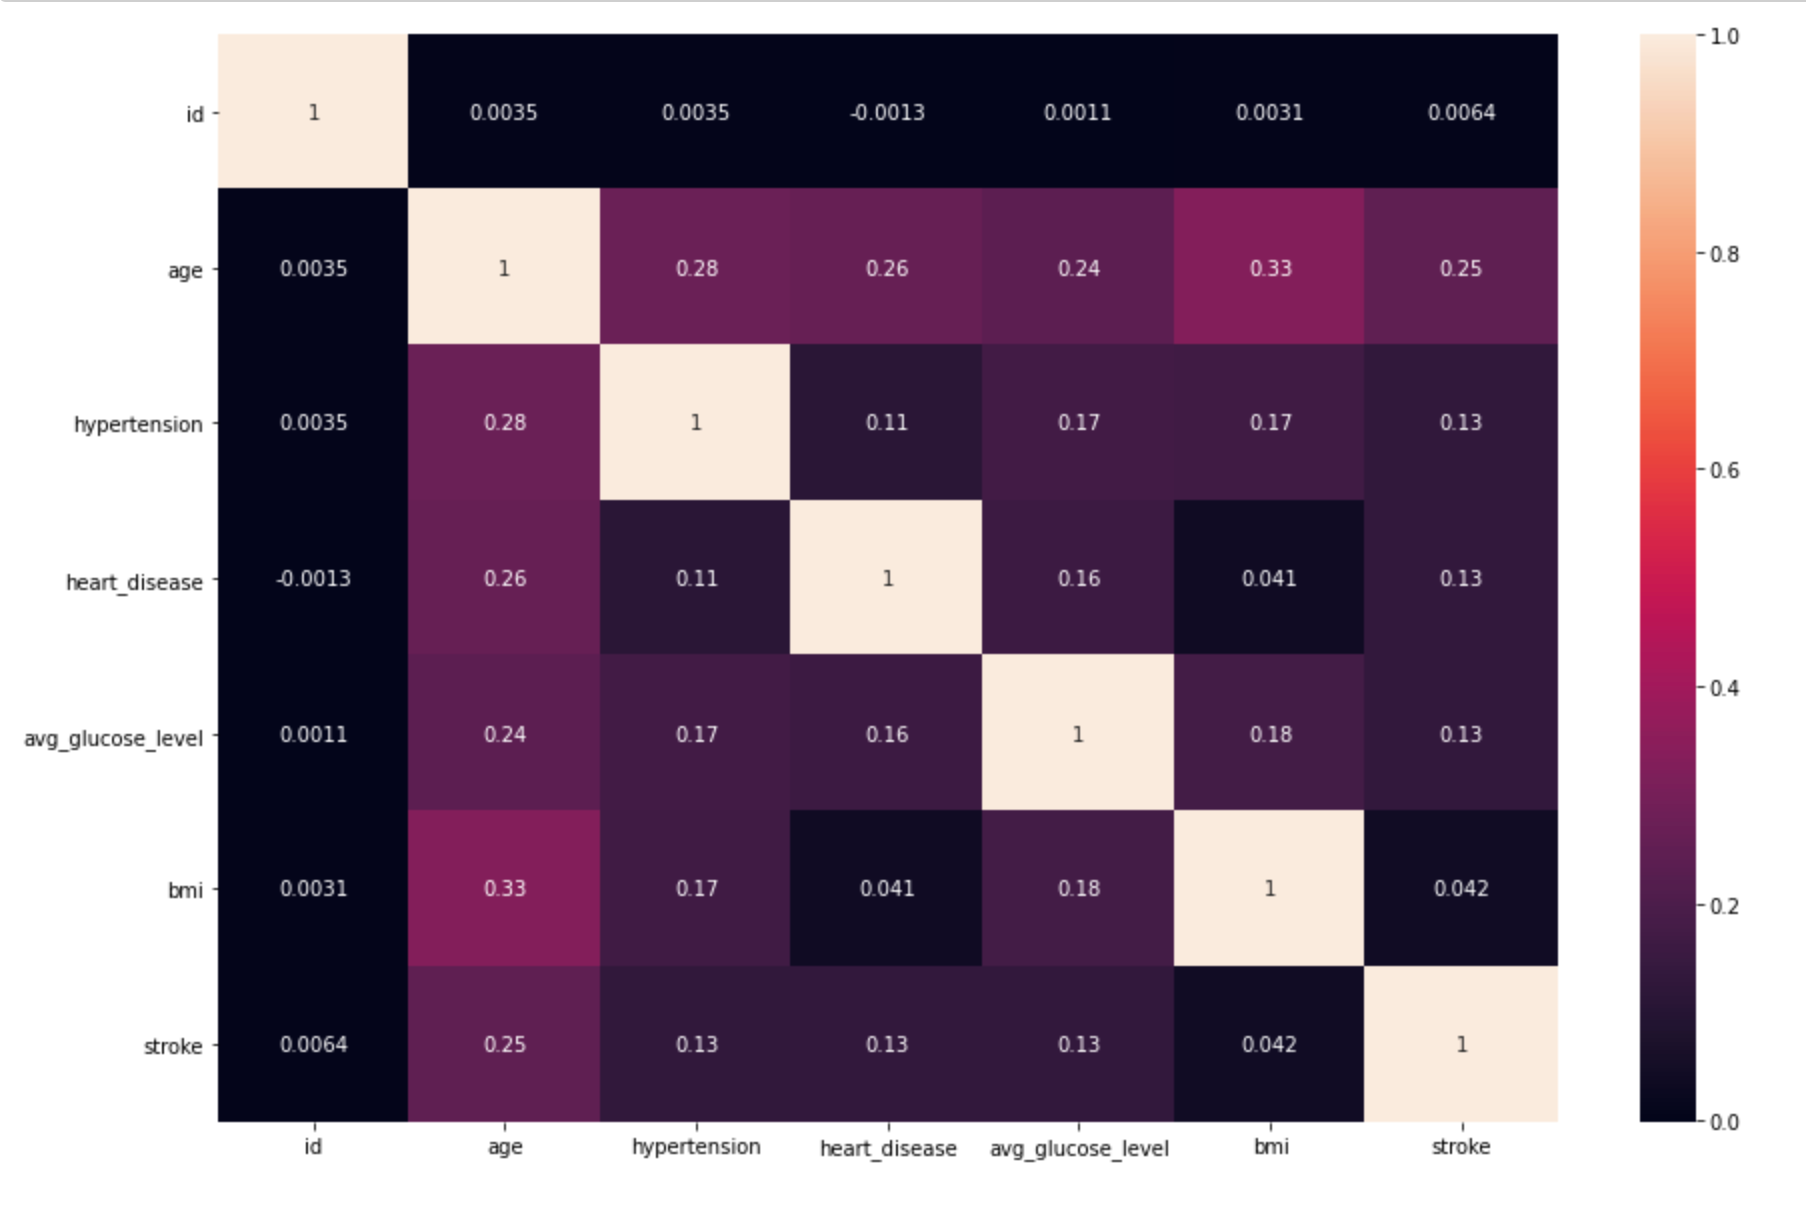 1.0
id 1 0.0035 0.0035 -0.0013 0.0011 0.0031 0.0064
0.8
age 0.0035 1 0.28 0.26 0.24 0.33 0.25
hypertension 0.0035 0.28 1 0.11 0.17 0.17 0.13
0.6
heart_disease -0.0013 0.26 0.11 1 0.16 0.041 0.13
0.4
avg_glucose_level 0.0011 0.24 0.17 0.16 1 0.18 0.13
bmi 0.0031 0.33 0.17 0.041 0.18 1 0.042
0.2
stroke 0.0064 0.25 0.13 0.13 0.13 0.042 1
0.0
id age hypertension heart_disease avg_glucose_level bmi stroke